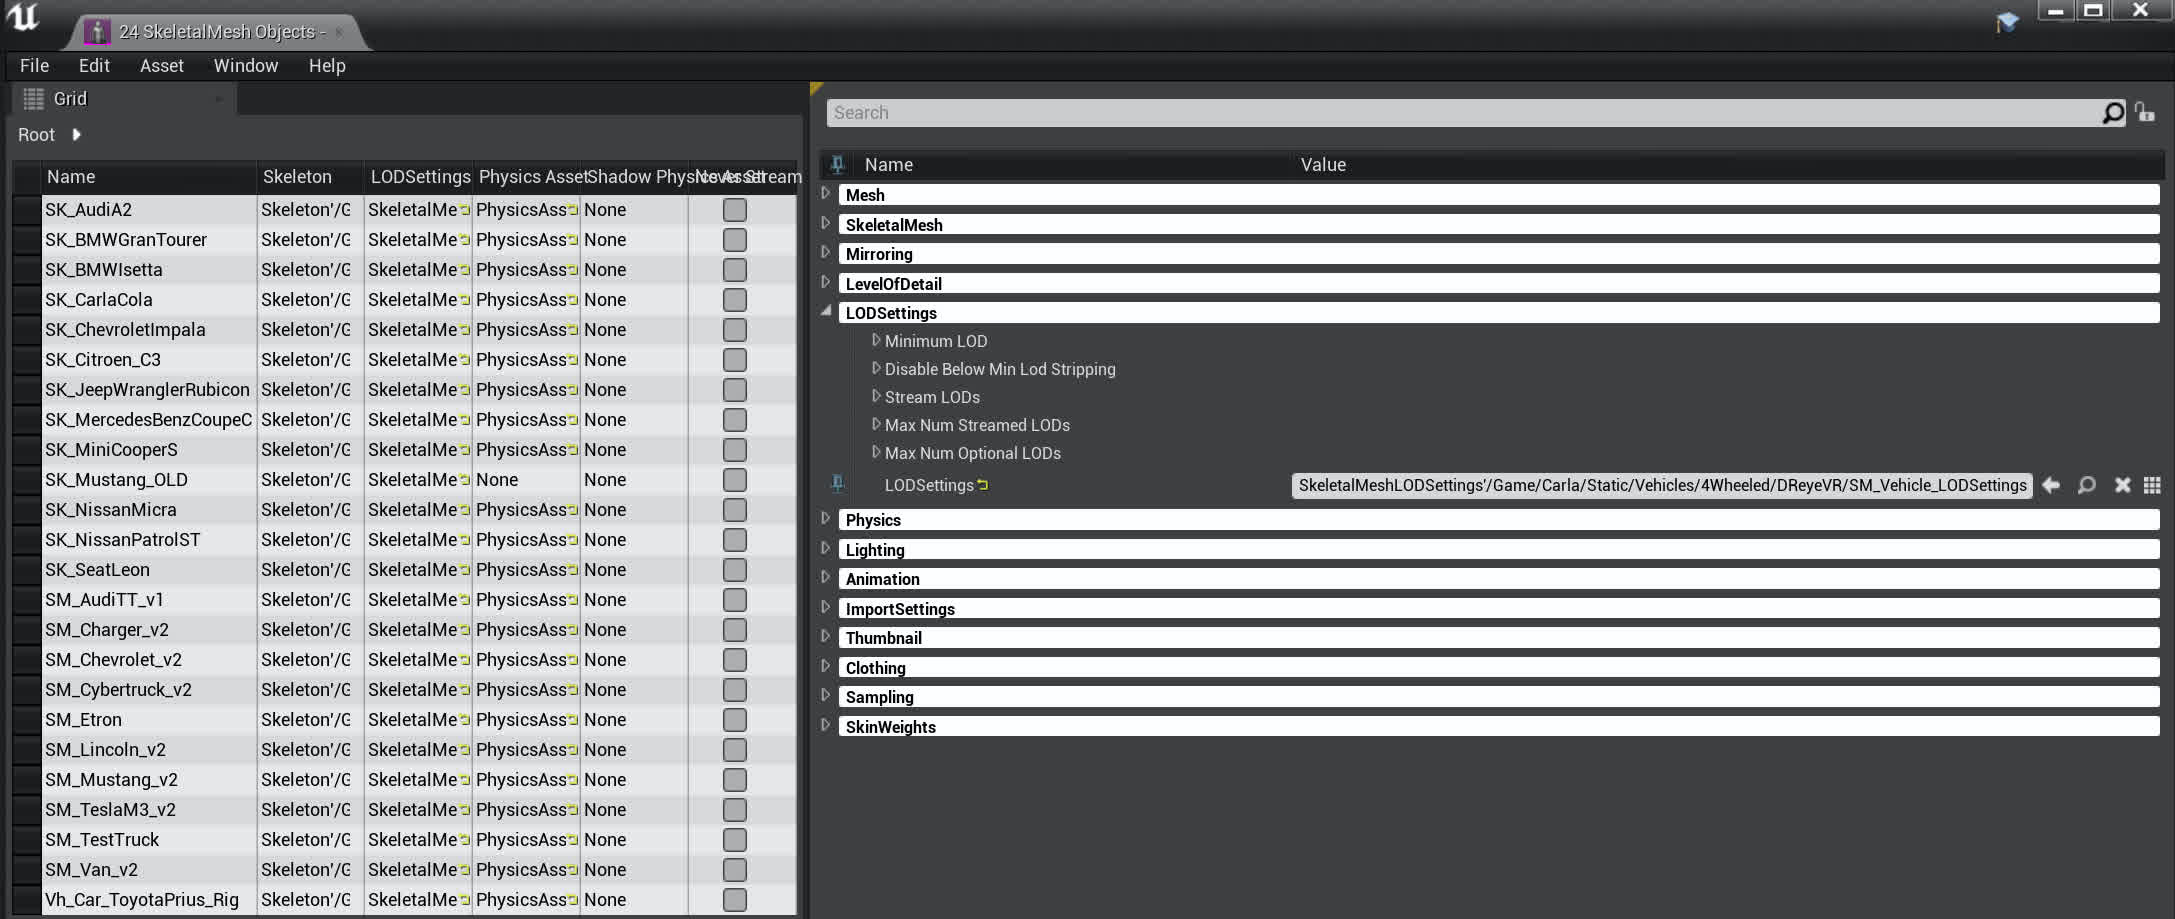 24 SkeletalMesh Objects -
File Edit Asset Window Help
Grid
Root
Name Skeleton LODSettings Physics Asset Shadow Physics Asset Never Stream
SK_AudiA2 Skeleton'/G SkeletalMe PhysicsAss None
SK_BMWGranTourer Skeleton'/G SkeletalMe PhysicsAss None
SK_BMWIsetta Skeleton'/G SkeletalMe PhysicsAss None
SK_CarlaCola Skeleton'/G SkeletalMe PhysicsAss None
SK_ChevroletImpala Skeleton'/G SkeletalMe PhysicsAss None
SK_Citroen_C3 Skeleton'/G SkeletalMe PhysicsAss None
SK_JeepWranglerRubicon Skeleton'/G SkeletalMe PhysicsAss None
SK_MercedesBenzCoupeC Skeleton'/G SkeletalMe PhysicsAss None
SK_MiniCooperS Skeleton'/G SkeletalMe PhysicsAss None
SK_Mustang_OLD Skeleton'/G SkeletalMe None None
SK_NissanMicra Skeleton'/G SkeletalMe PhysicsAss None
SK_NissanPatrolST Skeleton'/G SkeletalMe PhysicsAss None
SK_SeatLeon Skeleton'/G SkeletalMe PhysicsAss None
SM_AudiTT_v1 Skeleton'/G SkeletalMe PhysicsAss None
SM_Charger_v2 Skeleton'/G SkeletalMe PhysicsAss None
SM_Chevrolet_v2 Skeleton'/G SkeletalMe PhysicsAss None
SM_Cybertruck_v2 Skeleton'/G SkeletalMe PhysicsAss None
SM_Etron Skeleton'/G SkeletalMe PhysicsAss None
SM_Lincoln_v2 Skeleton'/G SkeletalMe PhysicsAss None
SM_Mustang_v2 Skeleton'/G SkeletalMe PhysicsAss None
SM_TeslaM3_v2 Skeleton'/G SkeletalMe PhysicsAss None
SM_TestTruck Skeleton'/G SkeletalMe PhysicsAss None
SM_Van_v2 Skeleton'/G SkeletalMe PhysicsAss None
Vh_Car_ToyotaPrius_Rig Skeleton'/G SkeletalMe PhysicsAss None
Search
Name Value
Mesh
SkeletalMesh
Mirroring
LevelOfDetail
LODSettings
Minimum LOD
Disable Below Min Lod Stripping
Stream LODs
Max Num Streamed LODs
Max Num Optional LODs
LODSettings SkeletalMeshLODSettings'/Game/Carla/Static/Vehicles/4Wheeled/DReyeVR/SM_Vehicle_LODSettings
Physics
Lighting
Animation
ImportSettings
Thumbnail
Clothing
Sampling
SkinWeights